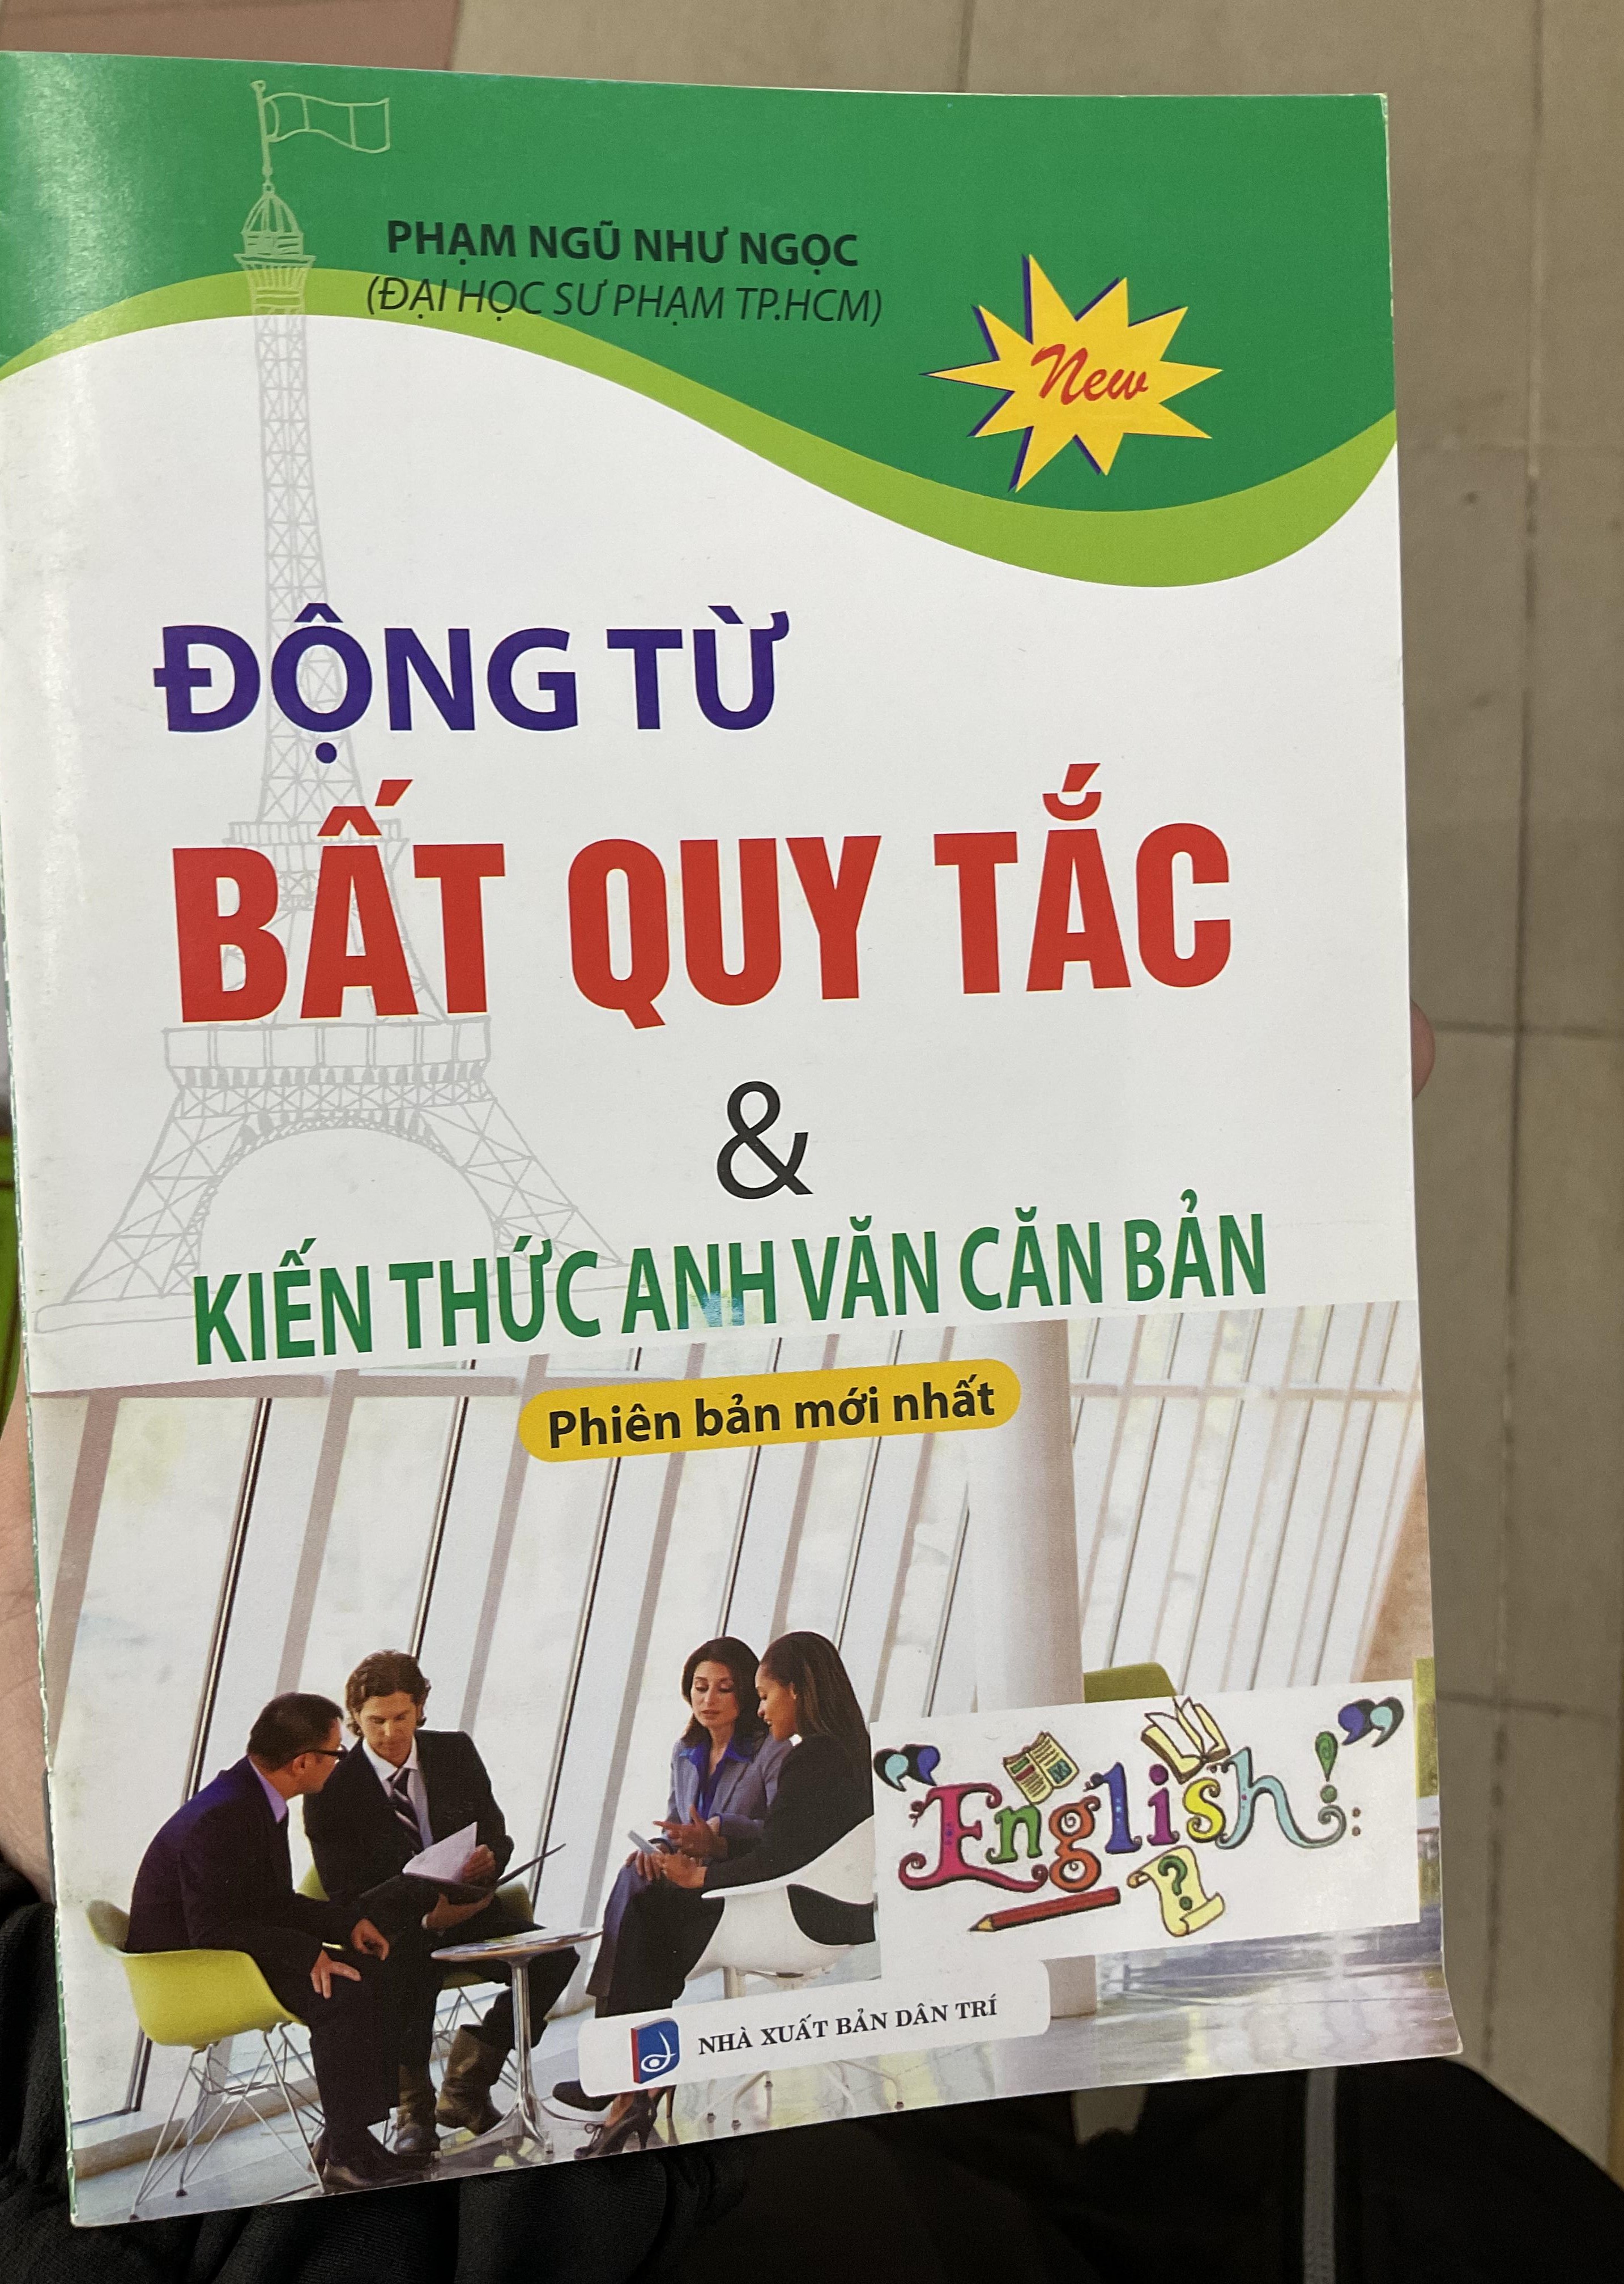 PHẠM NGŨ NHƯ NGỌC
(ĐẠI HỌC SƯ PHẠM TP.HCM)
New
ĐỘNG TỪ
BẤT QUY TẮC
&
KIẾN THỨC ANH VĂN CĂN BẢN
Phiên bản mới nhất
"English!"
?
NHÀ XUẤT BẢN DÂN TRÍ